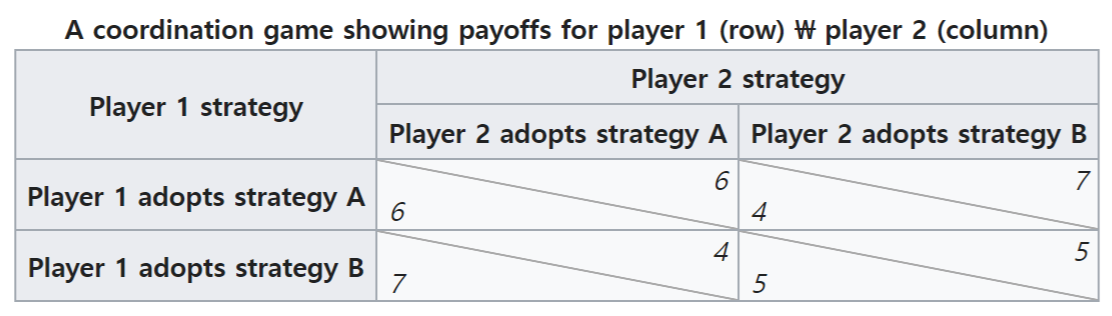 A coordination game showing payoffs for player 1 (row) ₩ player 2 (column)
Player 1 strategy
Player 2 strategy
Player 2 adopts strategy A
Player 2 adopts strategy B
Player 1 adopts strategy A
6
6
7
4
Player 1 adopts strategy B
4
7
5
5